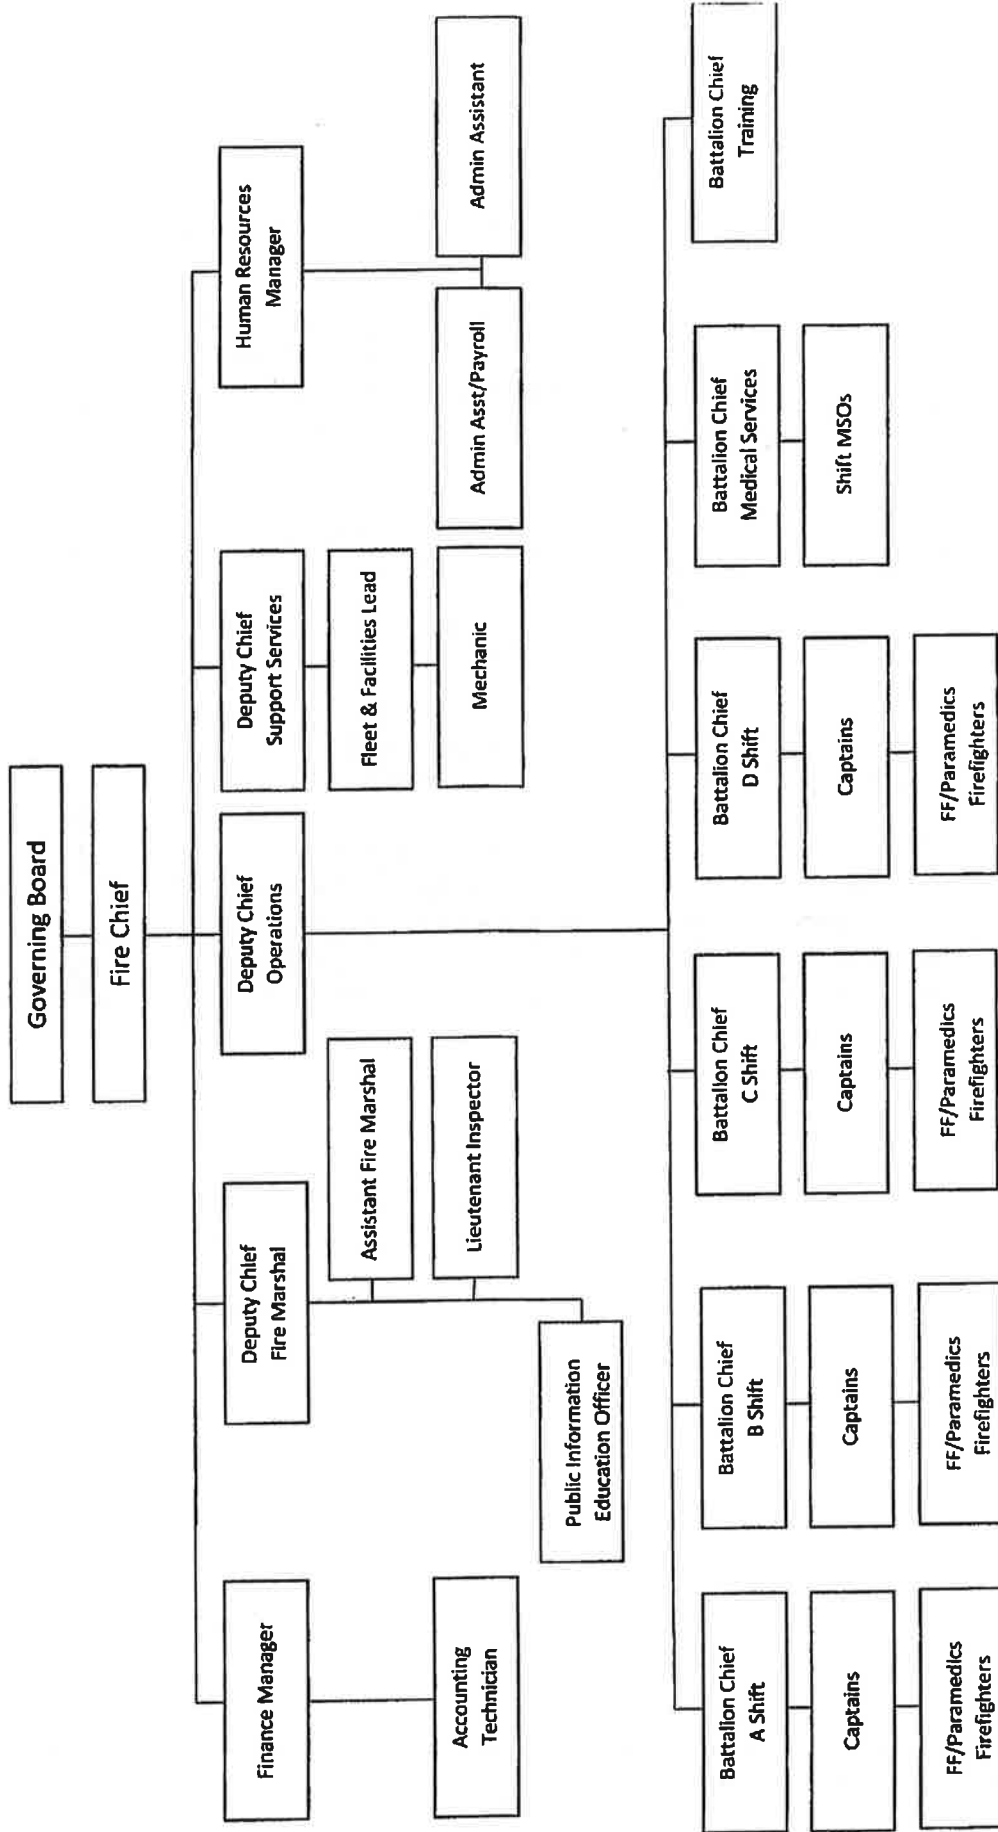 Governing Board
Fire Chief
Finance Manager
Deputy Chief
Fire Marshal
Deputy Chief
Operations
Deputy Chief
Support Services
Human Resources
Manager
Assistant Fire Marshal
Fleet & Facilities Lead
Accounting
Technician
Lieutenant Inspector
Mechanic
Admin Asst/Payroll
Admin Assistant
Public Information
Education Officer
Battalion Chief
A Shift
Battalion Chief
B Shift
Battalion Chief
C Shift
Battalion Chief
D Shift
Battalion Chief
Medical Services
Battalion Chief
Training
Captains
Captains
Captains
Captains
Shift MSOs
FF/Paramedics
Firefighters
FF/Paramedics
Firefighters
FF/Paramedics
Firefighters
FF/Paramedics
Firefighters